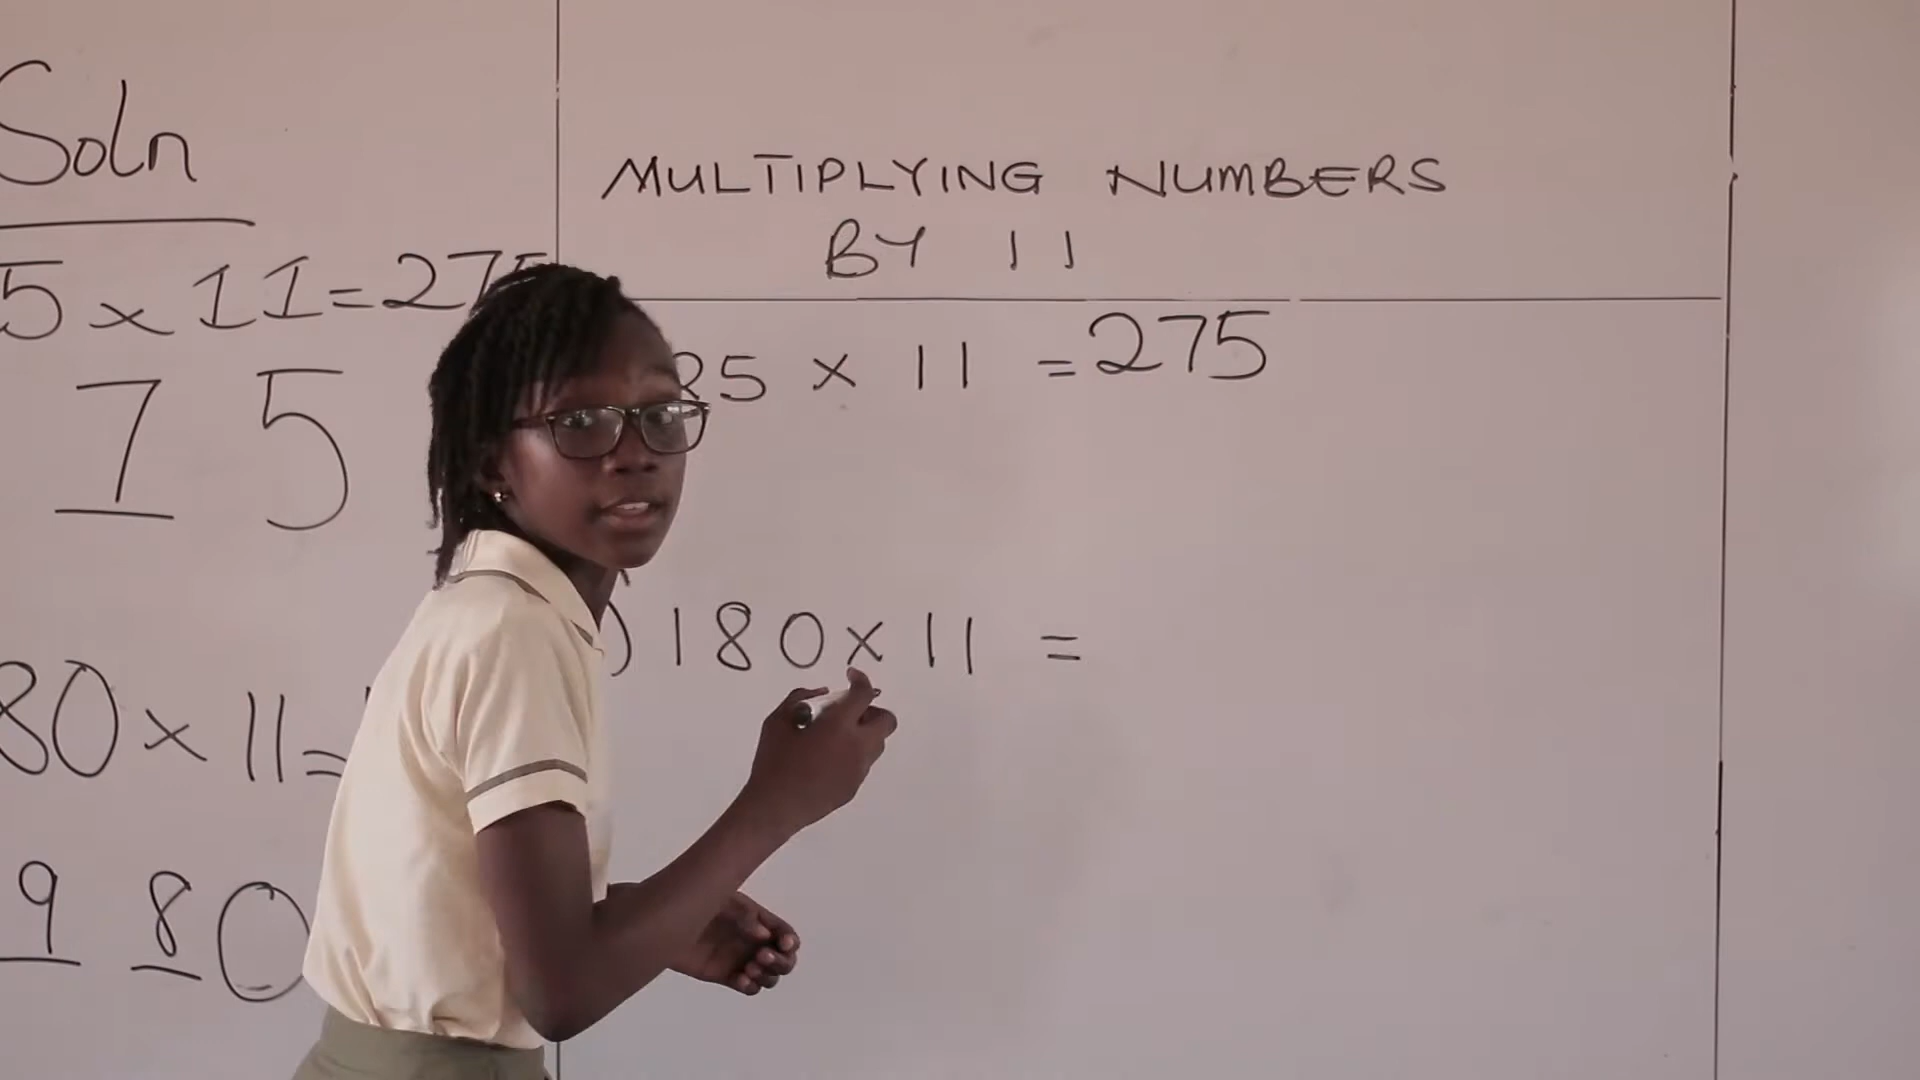 Soln
5 x 11 = 275
7 5
80 x 11 =
9 8 0
MULTIPLYING NUMBERS
BY 11
25 x 11 = 275
) 180 x 11 =